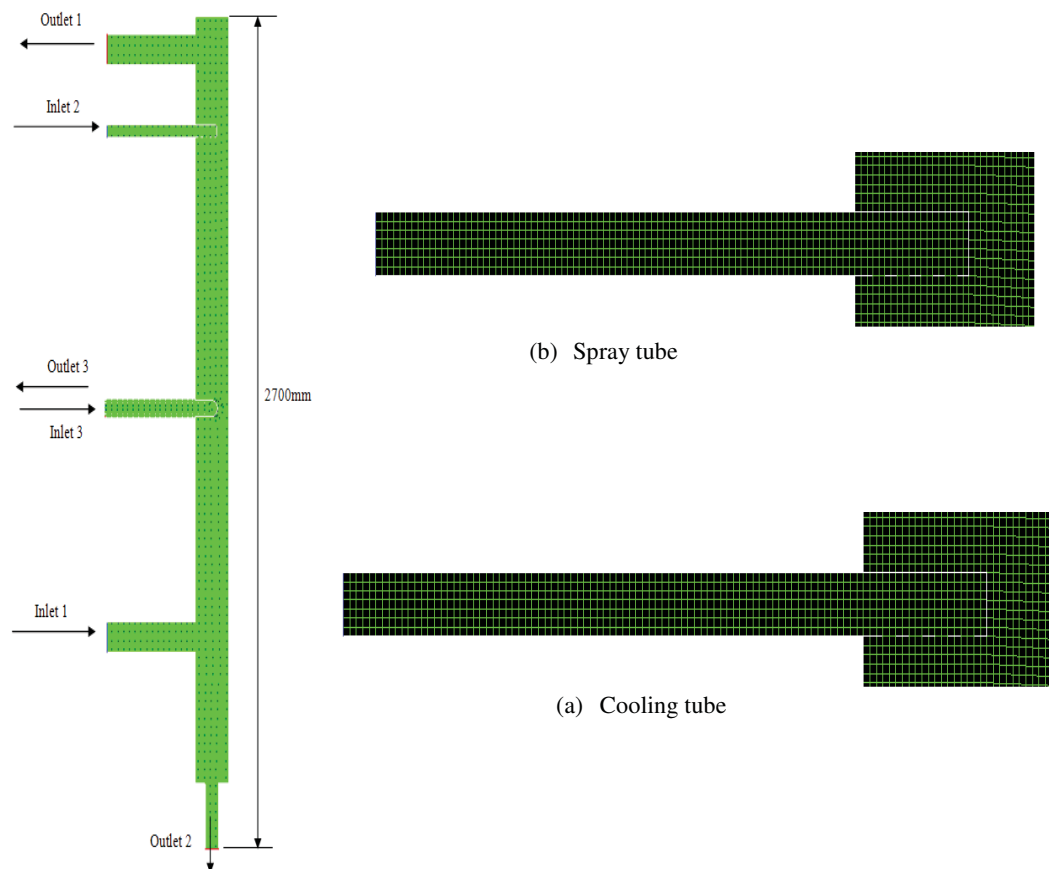 Outlet 1
Inlet 2
Outlet 3
Inlet 3
2700mm
Inlet 1
Outlet 2
(b) Spray tube
(a) Cooling tube